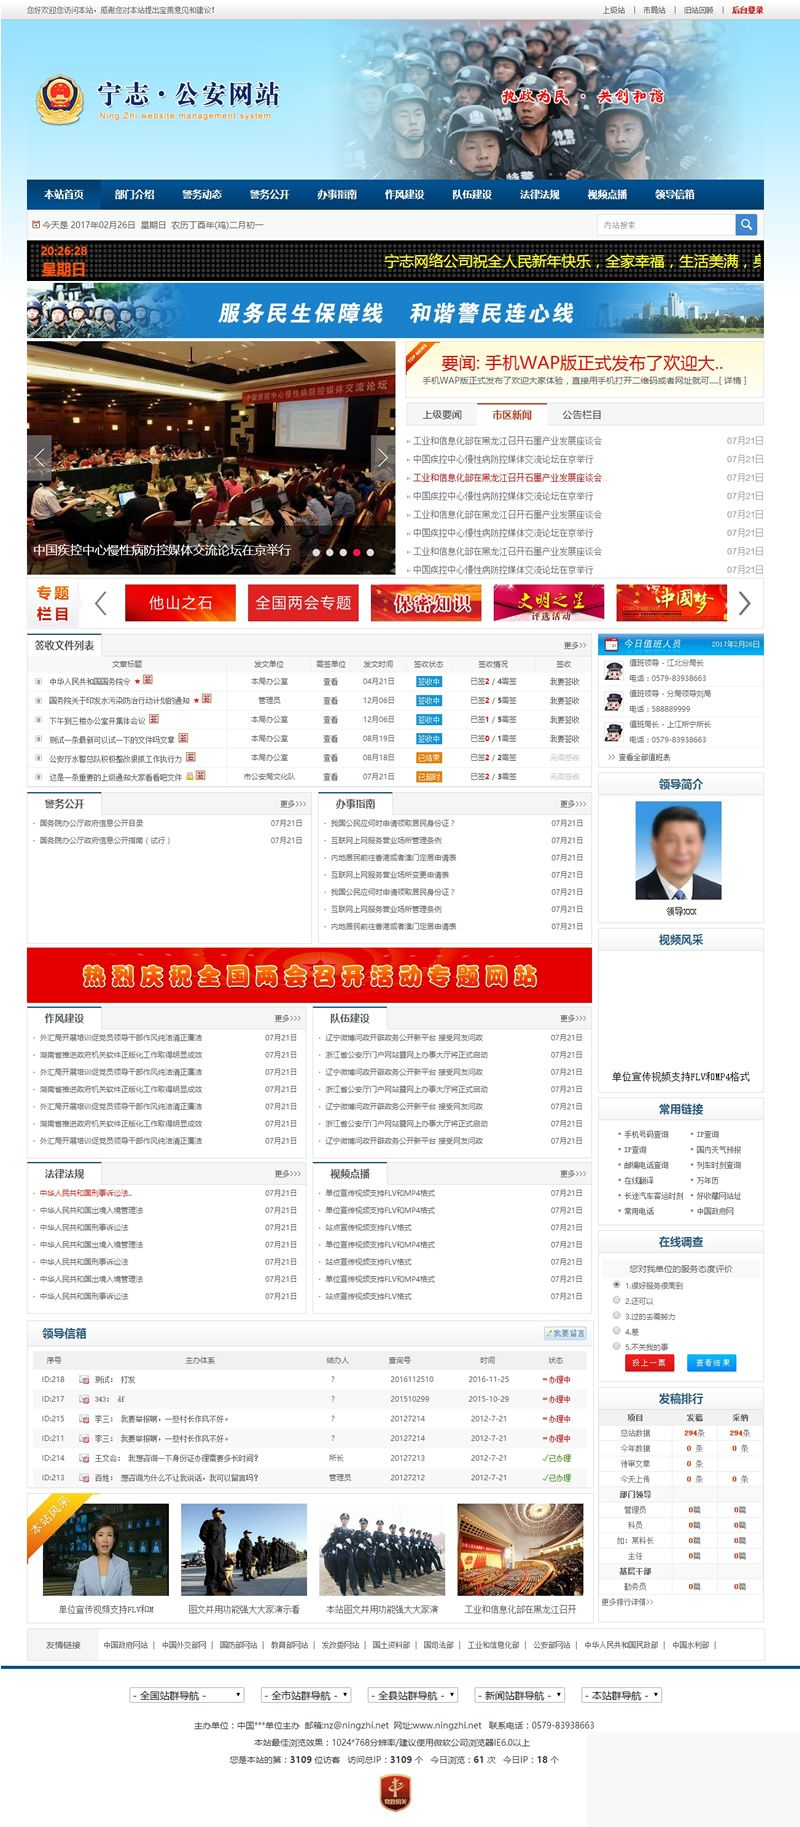 您好欢迎您访问本站，感谢您对本站提出宝贵意见和建议！
上级站 | 市局站 | 旧站回顾 | 后台登录
宁志·公安网站
Ning Zhi website management system
执政为民 · 共创和谐
本站首页 部门介绍 警务动态 警务公开 办事指南 作风建设 队伍建设 法律法规 视频点播 领导信箱
今天是 2017年02月26日 星期日 农历丁酉年(鸡)二月初一
站内搜索
20:26:28
星期日
宁志网络公司祝全人民新年快乐，全家幸福，生活美满，
服务民生保障线 和谐警民连心线
中国疾控中心慢性病防控媒体交流论坛
中国疾控中心慢性病防控媒体交流论坛在京举行
TOP NEWS
要闻: 手机WAP版正式发布了欢迎大..
手机WAP版正式发布了欢迎大家体验，直接用手机打开二维码或者网址就可....[ 详情 ]
上级要闻 市区新闻 公告栏目
工业和信息化部在黑龙江召开石墨产业发展座谈会 07月21日
中国疾控中心慢性病防控媒体交流论坛在京举行 07月21日
工业和信息化部在黑龙江召开石墨产业发展座谈会 07月21日
中国疾控中心慢性病防控媒体交流论坛在京举行 07月21日
工业和信息化部在黑龙江召开石墨产业发展座谈会 07月21日
中国疾控中心慢性病防控媒体交流论坛在京举行 07月21日
工业和信息化部在黑龙江召开石墨产业发展座谈会 07月21日
中国疾控中心慢性病防控媒体交流论坛在京举行 07月21日
专题
栏目
他山之石
全国两会专题
保密知识
文明之星
评选活动
中国梦
签收文件列表 更多>>
文章标题 发文单位 需签单位 发文时间 签收状态 签收情况 签收
中华人民共和国国务院令 ★ 本局办公室 查看 04月21日 签收中 已签2 / 4需签 我要签收
国务院关于印发水污染防治行动计划的通知 ★ 管理员 查看 12月06日 签收中 已签2 / 5需签 我要签收
下午到三楼办公室开集体会议 本局办公室 查看 12月06日 签收中 已签1 / 5需签 我要签收
测试一条最新可以试一下的文件吗文章 本局办公室 查看 08月19日 签收中 已签0 / 1需签 我要签收
公安厅水警总队积极整改狠抓工作执行力 本局办公室 查看 08月18日 已结束 已签2 / 2需签 无需签收
这是一条重要的上级通知大家看看吧文件 市公安局文化队 查看 07月21日 已超时 已签2 / 3需签 我要签收
今日值班人员 2017年2月26日
值班领导 - 江北分局长
电话：0579-83938663
值班领导 - 分局领导刘局
电话：588889999
值班局长 - 上江所宁所长
电话：0579-83938663
>> 查看全部值班表
警务公开 更多>>>
国务院办公厅政府信息公开目录 07月21日
国务院办公厅政府信息公开指南（试行） 07月21日
办事指南 更多>>>
我国公民应何时申请领取居民身份证？ 07月21日
互联网上网服务营业场所管理条例 07月21日
内地居民前往香港或者澳门定居申请表 07月21日
互联网上网服务营业场所变更申请表 07月21日
我国公民应何时申请领取居民身份证？ 07月21日
互联网上网服务营业场所管理条例 07月21日
内地居民前往香港或者澳门定居申请表 07月21日
领导简介
领导XXX
热烈庆祝全国两会召开活动专题网站
视频风采
单位宣传视频支持FLV和MP4格式
作风建设 更多>>>
外汇局开展培训促党员领导干部作风纯洁清正廉洁 07月21日
湖南省推进政府机关软件正版化工作取得明显成效 07月21日
外汇局开展培训促党员领导干部作风纯洁清正廉洁 07月21日
湖南省推进政府机关软件正版化工作取得明显成效 07月21日
外汇局开展培训促党员领导干部作风纯洁清正廉洁 07月21日
湖南省推进政府机关软件正版化工作取得明显成效 07月21日
外汇局开展培训促党员领导干部作风纯洁清正廉洁 07月21日
队伍建设 更多>>>
辽宁微博问政开辟政务公开新平台 接受网友问政 07月21日
浙江省公安厅门户网站暨网上办事大厅将正式启动 07月21日
辽宁微博问政开辟政务公开新平台 接受网友问政 07月21日
浙江省公安厅门户网站暨网上办事大厅将正式启动 07月21日
辽宁微博问政开辟政务公开新平台 接受网友问政 07月21日
浙江省公安厅门户网站暨网上办事大厅将正式启动 07月21日
辽宁微博问政开辟政务公开新平台 接受网友问政 07月21日
常用链接
手机号码查询 IP查询
IP查询 国内天气预报
邮编电话查询 列车时刻查询
在线翻译 万年历
长途汽车客运时刻 好收藏网站址
常用电话 中国政府网
法律法规 更多>>>
中华人民共和国刑事诉讼法.. 07月21日
中华人民共和国出境入境管理法 07月21日
中华人民共和国刑事诉讼法 07月21日
中华人民共和国出境入境管理法 07月21日
中华人民共和国刑事诉讼法 07月21日
中华人民共和国出境入境管理法 07月21日
中华人民共和国刑事诉讼法 07月21日
视频点播 更多>>>
单位宣传视频支持FLV和MP4格式 07月21日
单位宣传视频支持FLV和MP4格式 07月21日
站点宣传视频支持FLV格式 07月21日
单位宣传视频支持FLV和MP4格式 07月21日
站点宣传视频支持FLV格式 07月21日
单位宣传视频支持FLV和MP4格式 07月21日
站点宣传视频支持FLV格式 07月21日
在线调查
您对我单位的服务态度评价
1.很好服务很周到
2.还可以
3.过的去需努力
4.差
5.不关我的事
投上一票 查看结果
领导信箱 我要留言
序号 主办体系 结办人 查询号 时间 状态
ID:218 测试： 打发 ? 2016112510 2016-11-25 办理中
ID:217 343： df ? 201510299 2015-10-29 办理中
ID:215 李三： 我要举报啊，一些村长作风不好。 ? 20127214 2012-7-21 办理中
ID:211 李三： 我要举报啊，一些村长作风不好。 ? 20127214 2012-7-21 办理中
ID:214 王文会： 我想咨询一下身份证办理需要多长时间？ 所长 20127213 2012-7-21 √已办理
ID:213 百姓： 想咨询为什么不让我说话，我可以留言吗？ 管理员 20127212 2012-7-21 √已办理
发稿排行
项目 发稿 采纳
总站数据 294条 294条
今年数据 0 条 0 条
待审文章 0 条
今天上传 0 条 0 条
部门领导
管理员 0篇 0篇
科员 0篇 0篇
如：某科长 0篇 0篇
主任 0篇 0篇
基层干部
勤务员 0篇 0篇
更多排行详情>>
本站风采
单位宣传视频支持FLV和M
图文并用功能强大大家演示看
本站图文并用功能强大大家演
工业和信息化部在黑龙江召开
友情链接 中国政府网站 | 中国外交部网 | 国防部网站 | 教育部网站 | 发改委网站 | 国土资源部 | 国司法部 | 工业和信息化部 | 公安部网站 | 中华人民共和国民政部 | 中国水利部 |
- 全国站群导航 - - 全市站群导航 - - 全县站群导航 - - 新闻站群导航 - - 本站群导航 -
主办单位：中国***单位主办 邮箱:nz@ningzhi.net 网址:www.ningzhi.net 联系电话：0579-83938663
本站最佳浏览效果：1024*768分辨率/建议使用微软公司浏览器IE6.0以上
您是本站的第：3109 位访客 访问总IP：3109 个 今日浏览：61 次 今日IP：18 个
党政机关